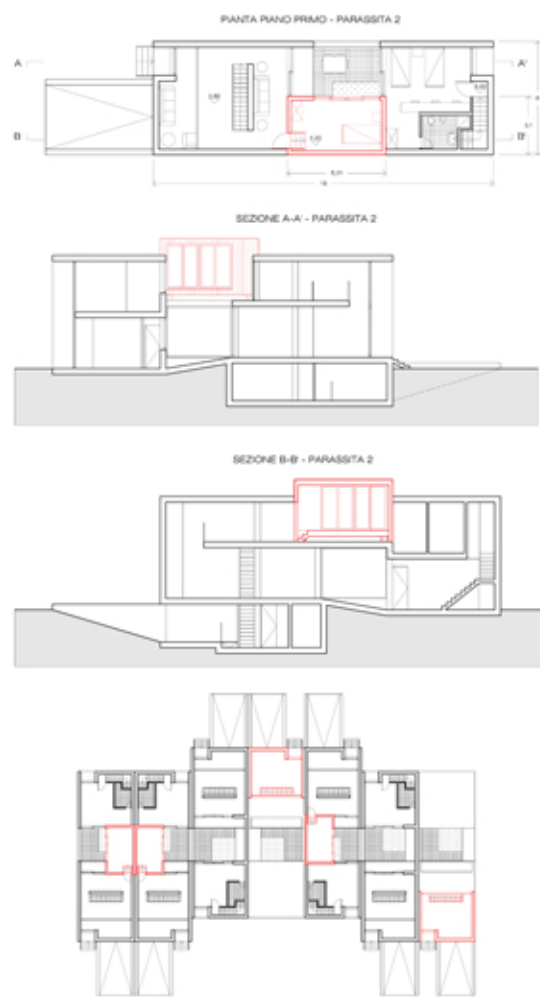 PIANTA PIANO PRIMO - PARASSITA 2
A
A'
B
B'
SEZIONE A-A' - PARASSITA 2
SEZIONE B-B' - PARASSITA 2